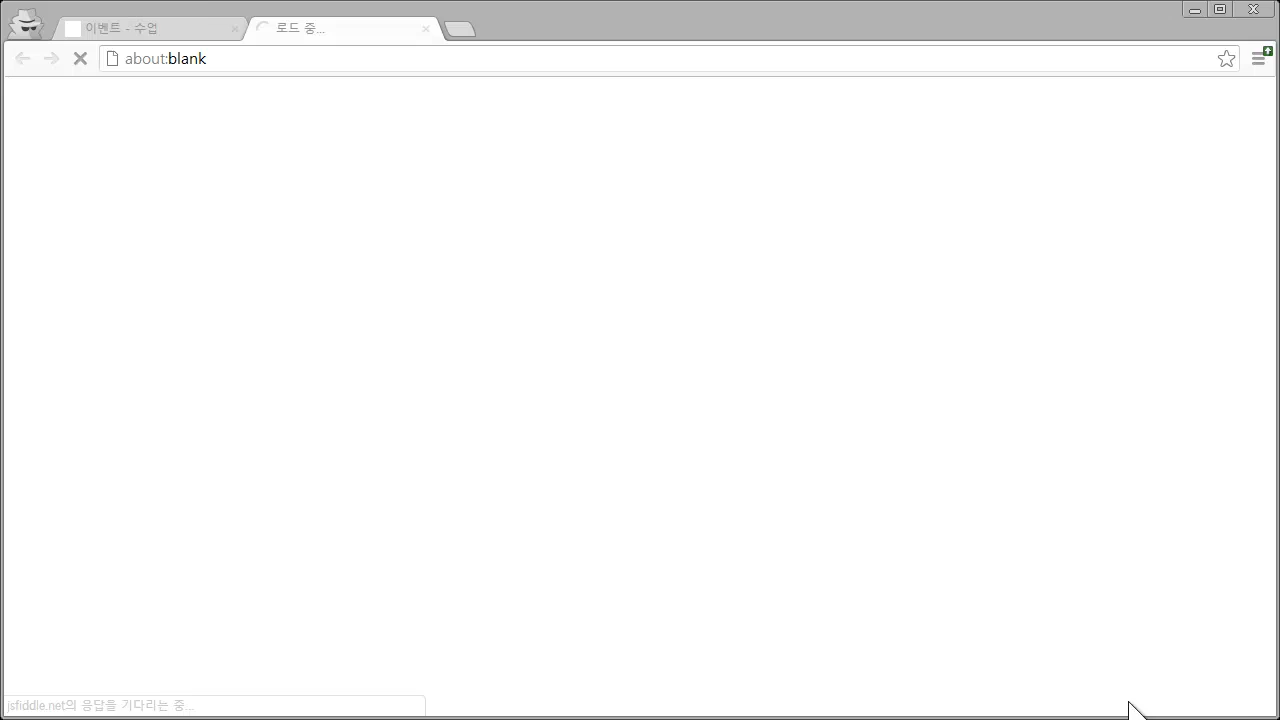 이벤트 - 수업
로드 중...
about:blank
jsfiddle.net의 응답을 기다리는 중...